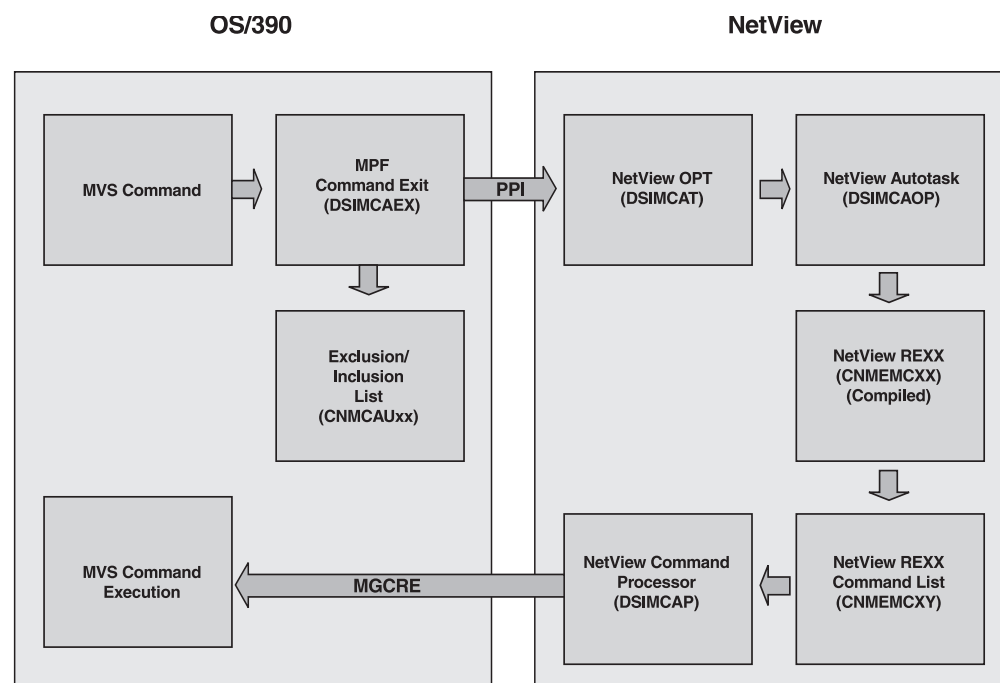 OS/390
NetView
MVS Command
MPF
Command Exit
(DSIMCAEX)
PPI
NetView OPT
(DSIMCAT)
NetView Autotask
(DSIMCAOP)
Exclusion/
Inclusion
List
(CNMCAUxx)
NetView REXX
(CNMEMCXX)
(Compiled)
MVS Command
Execution
MGCRE
NetView Command
Processor
(DSIMCAP)
NetView REXX
Command List
(CNMEMCXY)